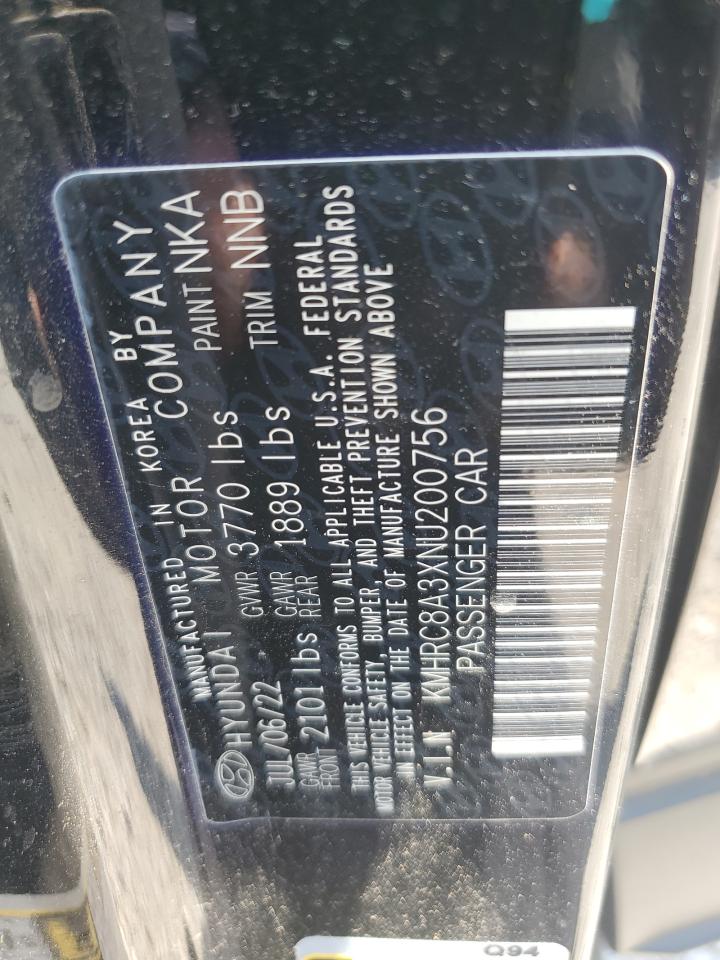 MANUFACTURED IN KOREA BY
HYUNDAI MOTOR COMPANY
JUL/06/22 GVWR 3770 lbs PAINT NKA
GAWR FRONT 2101 lbs GAWR REAR 1889 lbs TRIM NNB
THIS VEHICLE CONFORMS TO ALL APPLICABLE U.S.A. FEDERAL
MOTOR VEHICLE SAFETY, BUMPER AND THEFT PREVENTION STANDARDS
IN EFFECT ON THE DATE OF MANUFACTURE SHOWN ABOVE
V.I.N KMHRC8A3XNU200756
PASSENGER CAR
Q94